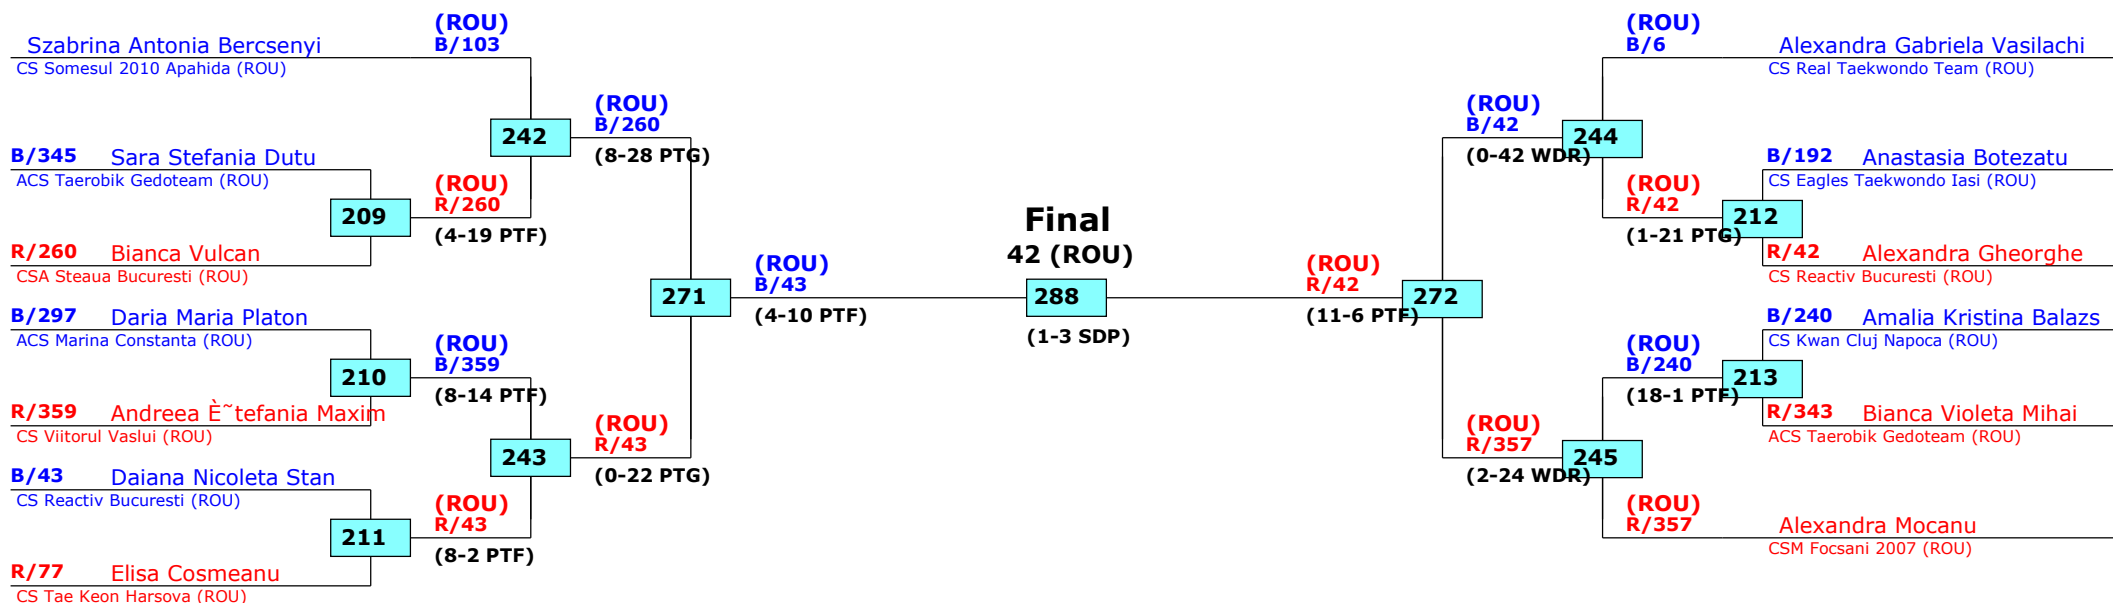 (ROU)
B/103
Szabrina Antonia Bercsenyi
CS Somesul 2010 Apahida (ROU)
242
(ROU)
B/260
(8-28 PTG)
B/345 Sara Stefania Dutu
ACS Taerobik Gedoteam (ROU)
209
(ROU)
R/260
(4-19 PTF)
R/260 Bianca Vulcan
CSA Steaua Bucuresti (ROU)
271
(ROU)
B/43
(4-10 PTF)
B/297 Daria Maria Platon
ACS Marina Constanta (ROU)
210
(ROU)
B/359
(8-14 PTF)
R/359 Andreea È˜tefania Maxim
CS Viitorul Vaslui (ROU)
243
(ROU)
R/43
(0-22 PTG)
B/43 Daiana Nicoleta Stan
CS Reactiv Bucuresti (ROU)
211
(ROU)
R/43
(8-2 PTF)
R/77 Elisa Cosmeanu
CS Tae Keon Harsova (ROU)
Final
42 (ROU)
288
(1-3 SDP)
(ROU)
R/42
(11-6 PTF)
272
(ROU)
B/42
(0-42 WDR)
244
(ROU)
B/6
Alexandra Gabriela Vasilachi
CS Real Taekwondo Team (ROU)
(ROU)
R/42
(1-21 PTG)
212
B/192 Anastasia Botezatu
CS Eagles Taekwondo Iasi (ROU)
R/42 Alexandra Gheorghe
CS Reactiv Bucuresti (ROU)
(ROU)
R/357
(2-24 WDR)
245
(ROU)
B/240
(18-1 PTF)
213
B/240 Amalia Kristina Balazs
CS Kwan Cluj Napoca (ROU)
R/343 Bianca Violeta Mihai
ACS Taerobik Gedoteam (ROU)
(ROU)
R/357
Alexandra Mocanu
CSM Focsani 2007 (ROU)